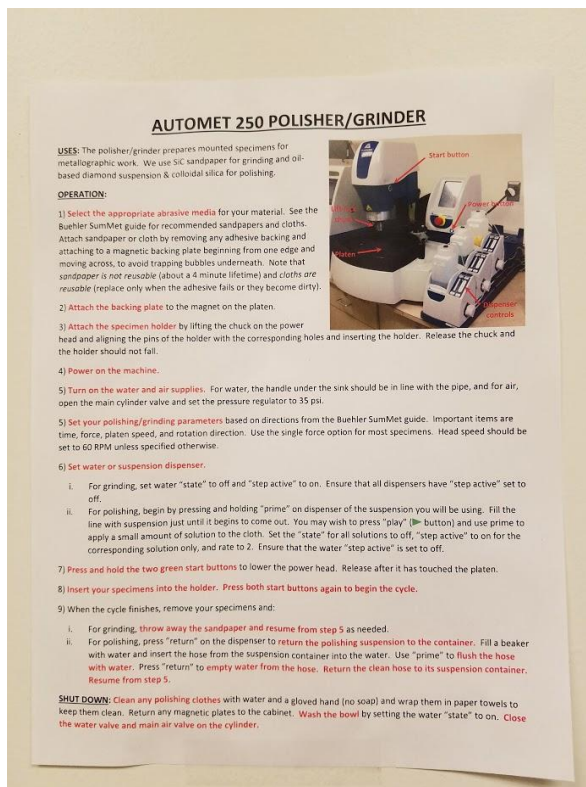 AUTOMET 250 POLISHER/GRINDER
USES: The polisher/grinder prepares mounted specimens for
metallographic work. We use SiC sandpaper for grinding and oil-
based diamond suspension & colloidal silica for polishing.
OPERATION:
1) Select the appropriate abrasive media for your material. See the
Buehler SumMet guide for recommended sandpapers and cloths.
Attach sandpaper or cloth by removing any adhesive backing and
attaching to a magnetic backing plate beginning from one edge and
moving across, to avoid trapping bubbles underneath. Note that
sandpaper is not reusable (about a 4 minute lifetime) and cloths are
reusable (replace only when the adhesive fails or they become dirty).
2) Attach the backing plate to the magnet on the platen.
3) Attach the specimen holder by lifting the chuck on the power
head and aligning the pins of the holder with the corresponding holes and inserting the holder. Release the chuck and
the holder should not fall.
4) Power on the machine.
5) Turn on the water and air supplies. For water, the handle under the sink should be in line with the pipe, and for air,
open the main cylinder valve and set the pressure regulator to 35 psi.
5) Set your polishing/grinding parameters based on directions from the Buehler SumMet guide. Important items are
time, force, platen speed, and rotation direction. Use the single force option for most specimens. Head speed should be
set to 60 RPM unless specified otherwise.
6) Set water or suspension dispenser.
i. For grinding, set water "state" to off and "step active" to on. Ensure that all dispensers have "step active" set to
off.
ii. For polishing, begin by pressing and holding "prime" on dispenser of the suspension you will be using. Fill the
line with suspension just until it begins to come out. You may wish to press "play" (▶ button) and use prime to
apply a small amount of solution to the cloth. Set the "state" for all solutions to off, "step active" to on for the
corresponding solution only, and rate to 2. Ensure that the water "step active" is set to off.
7) Press and hold the two green start buttons to lower the power head. Release after it has touched the platen.
8) Insert your specimens into the holder. Press both start buttons again to begin the cycle.
9) When the cycle finishes, remove your specimens and:
i. For grinding, throw away the sandpaper and resume from step 5 as needed.
ii. For polishing, press "return" on the dispenser to return the polishing suspension to the container. Fill a beaker
with water and insert the hose from the suspension container into the water. Use "prime" to flush the hose
with water. Press "return" to empty water from the hose. Return the clean hose to its suspension container.
Resume from step 5.
SHUT DOWN: Clean any polishing clothes with water and a gloved hand (no soap) and wrap them in paper towels to
keep them clean. Return any magnetic plates to the cabinet. Wash the bowl by setting the water "state" to on. Close
the water valve and main air valve on the cylinder.
Start button
Power button
Platen
Dispenser
controls